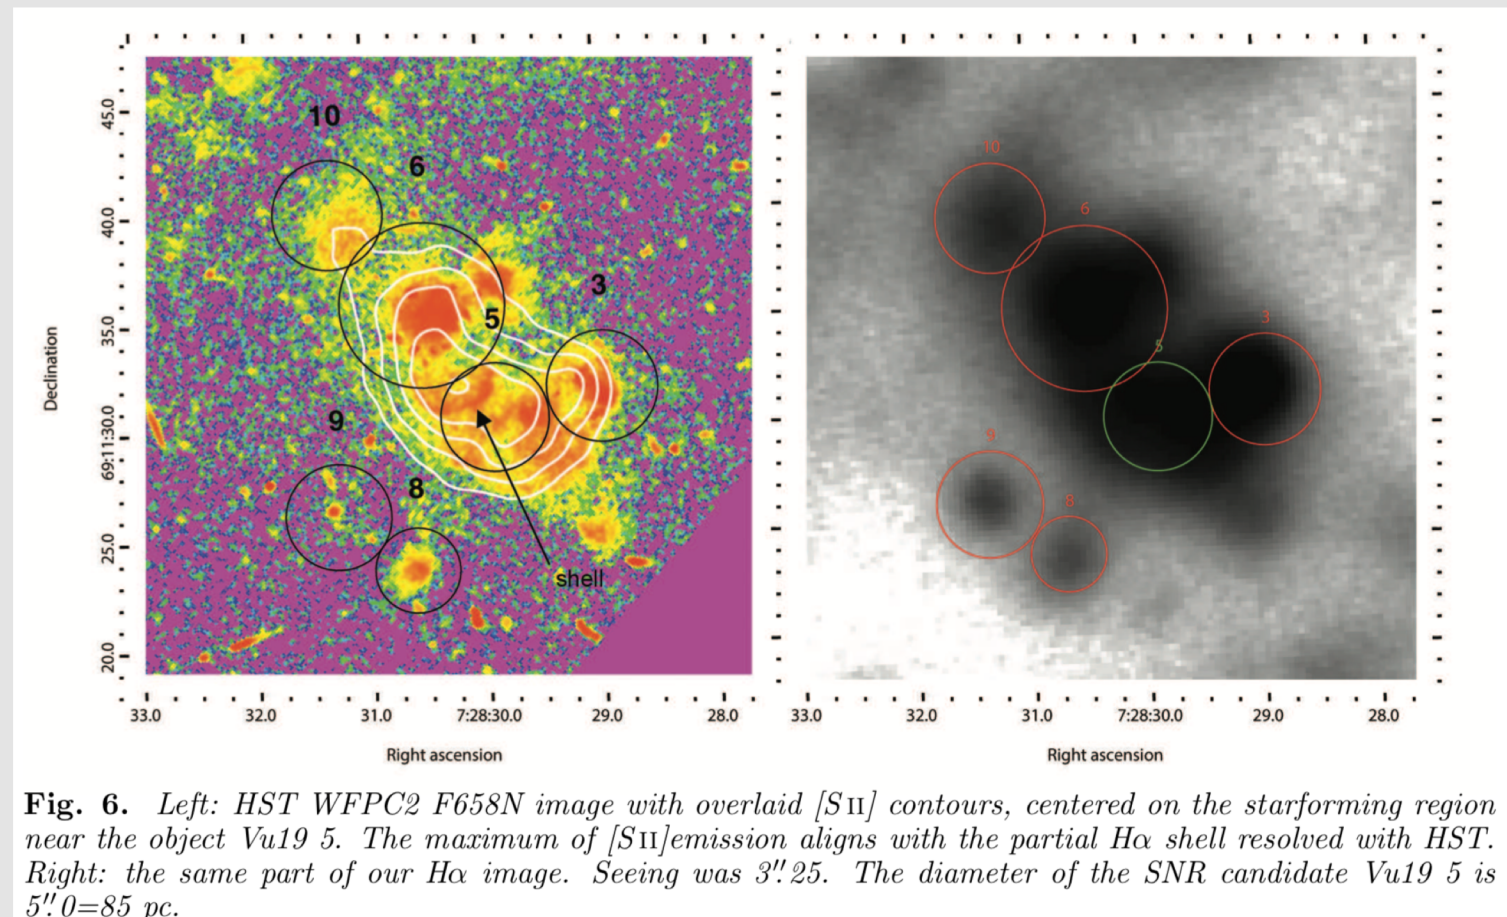 10
6
3
5
9
8
shell
45.0
40.0
35.0
69:11:30.0
25.0
20.0
Declination
33.0 32.0 31.0 7:28:30.0 29.0 28.0
Right ascension
10
6
3
5
9
8
33.0 32.0 31.0 7:28:30.0 29.0 28.0
Right ascension
Fig. 6. Left: HST WFPC2 F658N image with overlaid [S II] contours, centered on the starforming region
near the object Vu19 5. The maximum of [S II]emission aligns with the partial Hα shell resolved with HST.
Right: the same part of our Hα image. Seeing was 3″.25. The diameter of the SNR candidate Vu19 5 is
5″.0=85 pc.